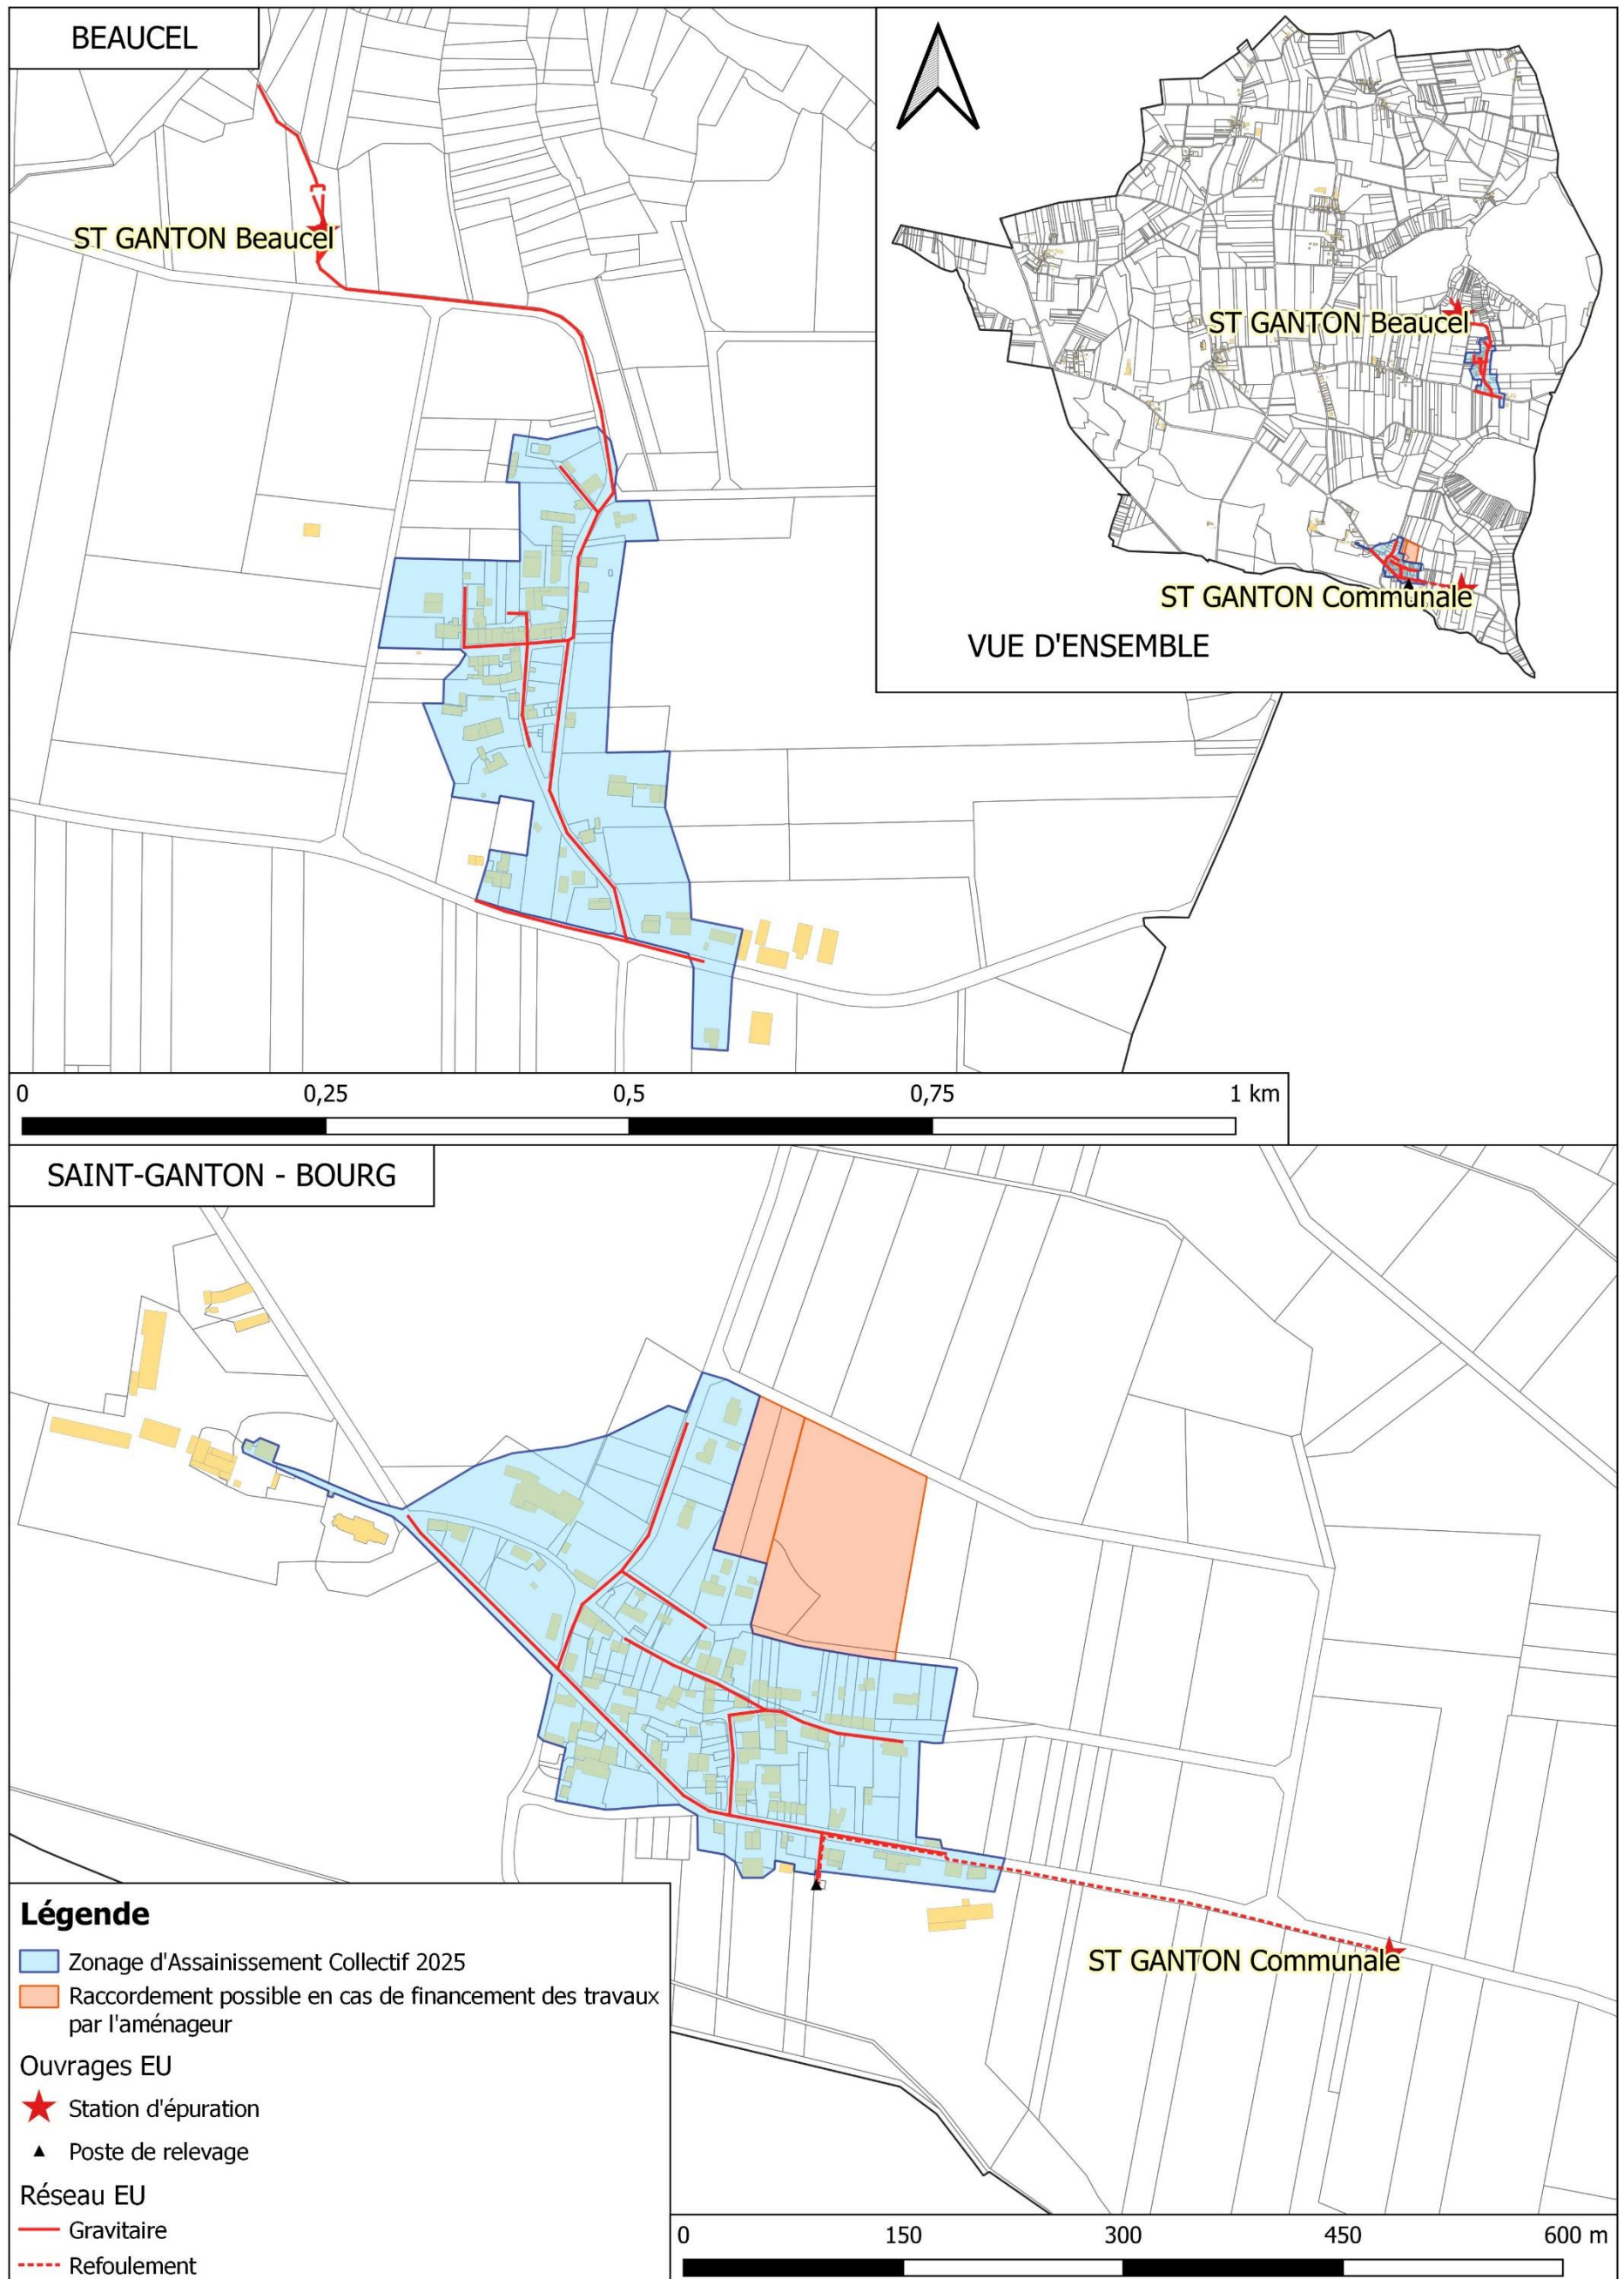 BEAUCEL
ST GANTON Beaucel
ST GANTON Beaucel
ST GANTON Communale
VUE D'ENSEMBLE
0 0,25 0,5 0,75 1 km
SAINT-GANTON - BOURG
ST GANTON Communale
Légende
Zonage d'Assainissement Collectif 2025
Raccordement possible en cas de financement des travaux
par l'aménageur
Ouvrages EU
Station d'épuration
Poste de relevage
Réseau EU
Gravitaire
Refoulement
0 150 300 450 600 m